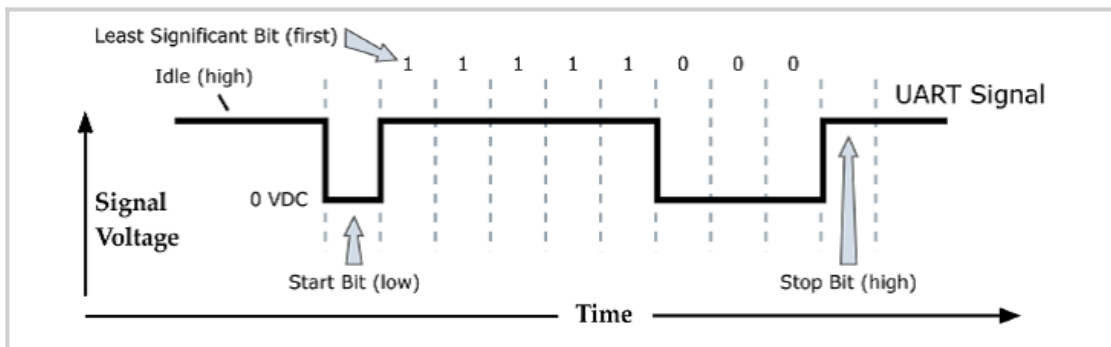 Least Significant Bit (first)
1 1 1 1 1 0 0 0
Idle (high)
UART Signal
0 VDC
Signal
Voltage
Start Bit (low)
Stop Bit (high)
Time